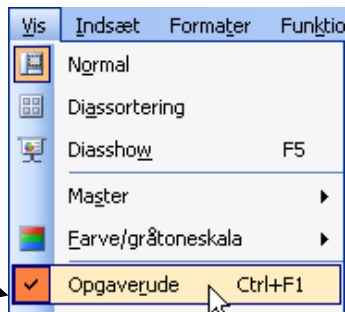 Vis Indsæt Formater Funktio
Normal
Diassortering
Diasshow F5
Master
Farve/gråtoneskala
Opgaverude Ctrl+F1